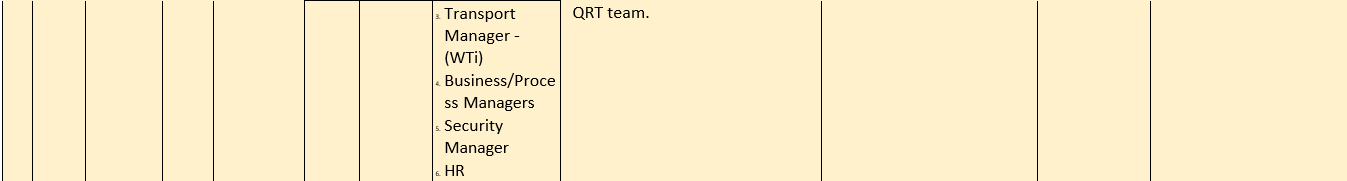 3. Transport
Manager -
(WTi)
4. Business/Proce
ss Managers
5. Security
Manager
6. HR
QRT team.